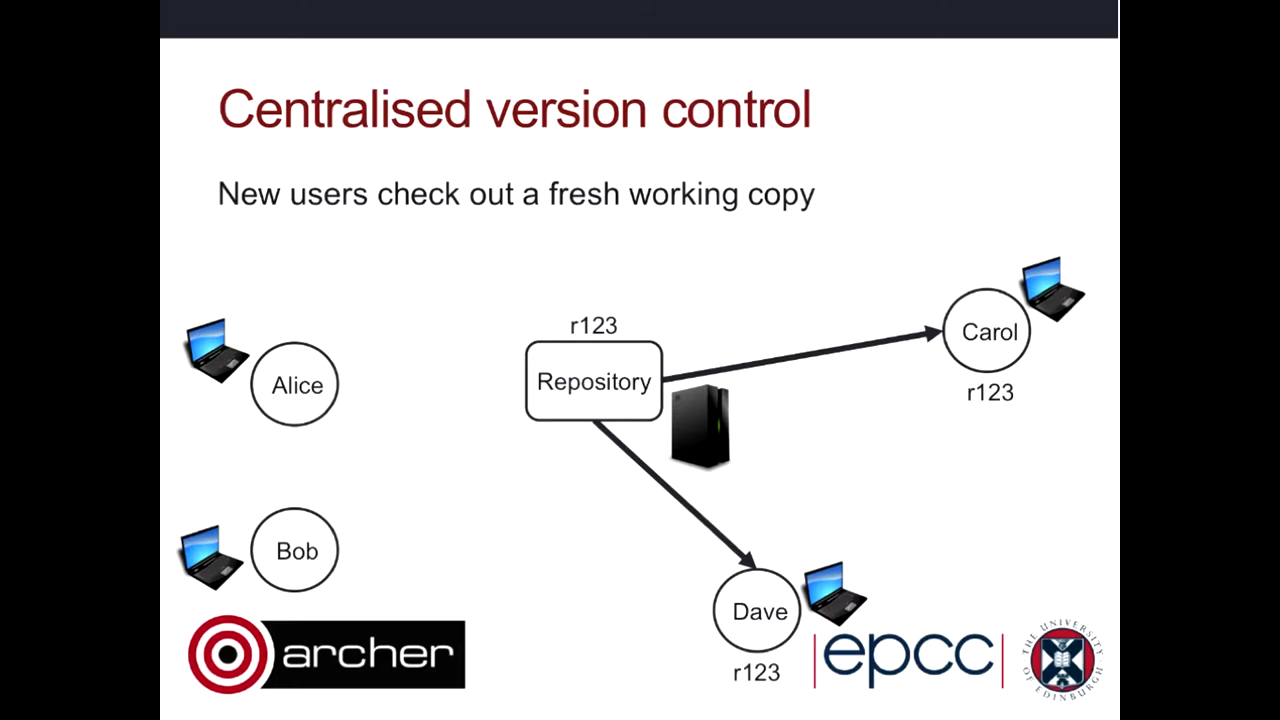 Centralised version control
New users check out a fresh working copy
r123
Repository
Carol
r123
Alice
Bob
Dave
r123
archer
epcc
THE UNIVERSITY
OF EDINBURGH